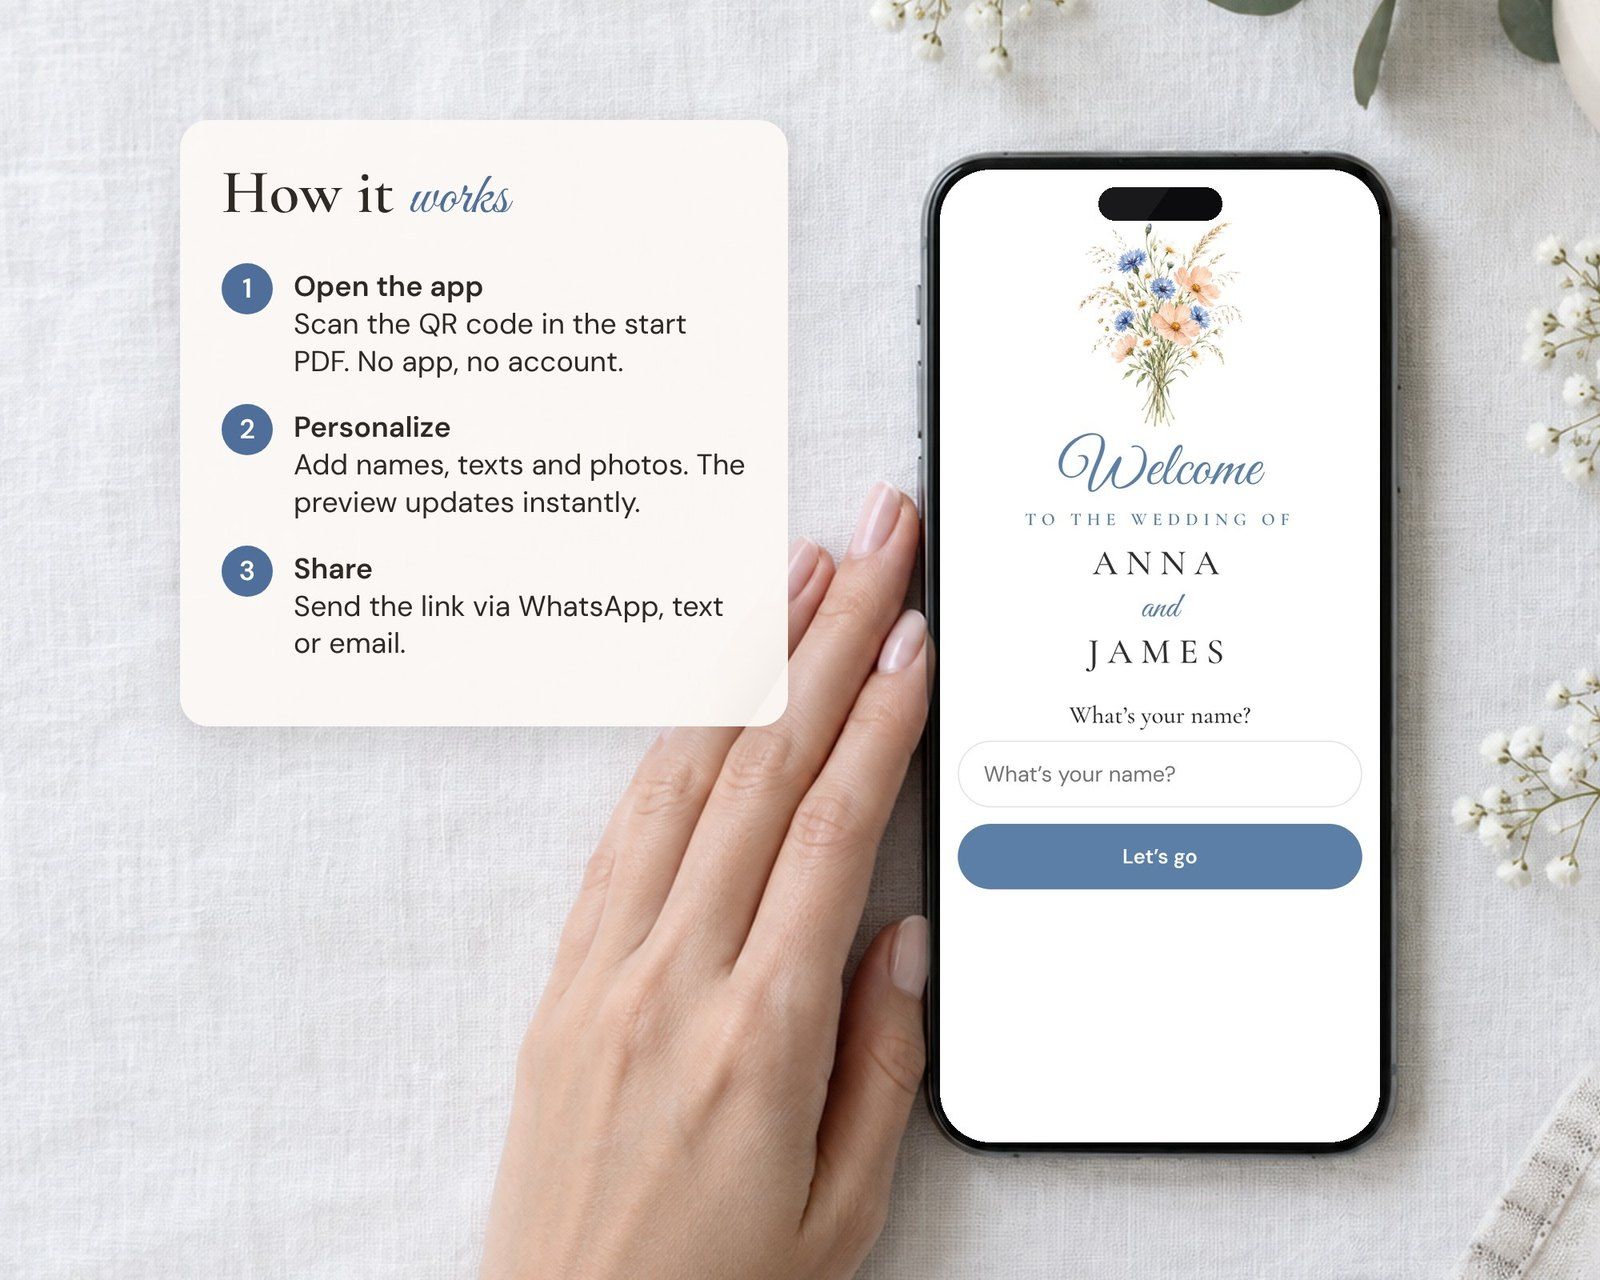 How it works
1
Open the app
Scan the QR code in the start
PDF. No app, no account.
2
Personalize
Add names, texts and photos. The
preview updates instantly.
3
Share
Send the link via WhatsApp, text
or email.
Welcome
TO THE WEDDING OF
ANNA
and
JAMES
What’s your name?
What’s your name?
Let’s go